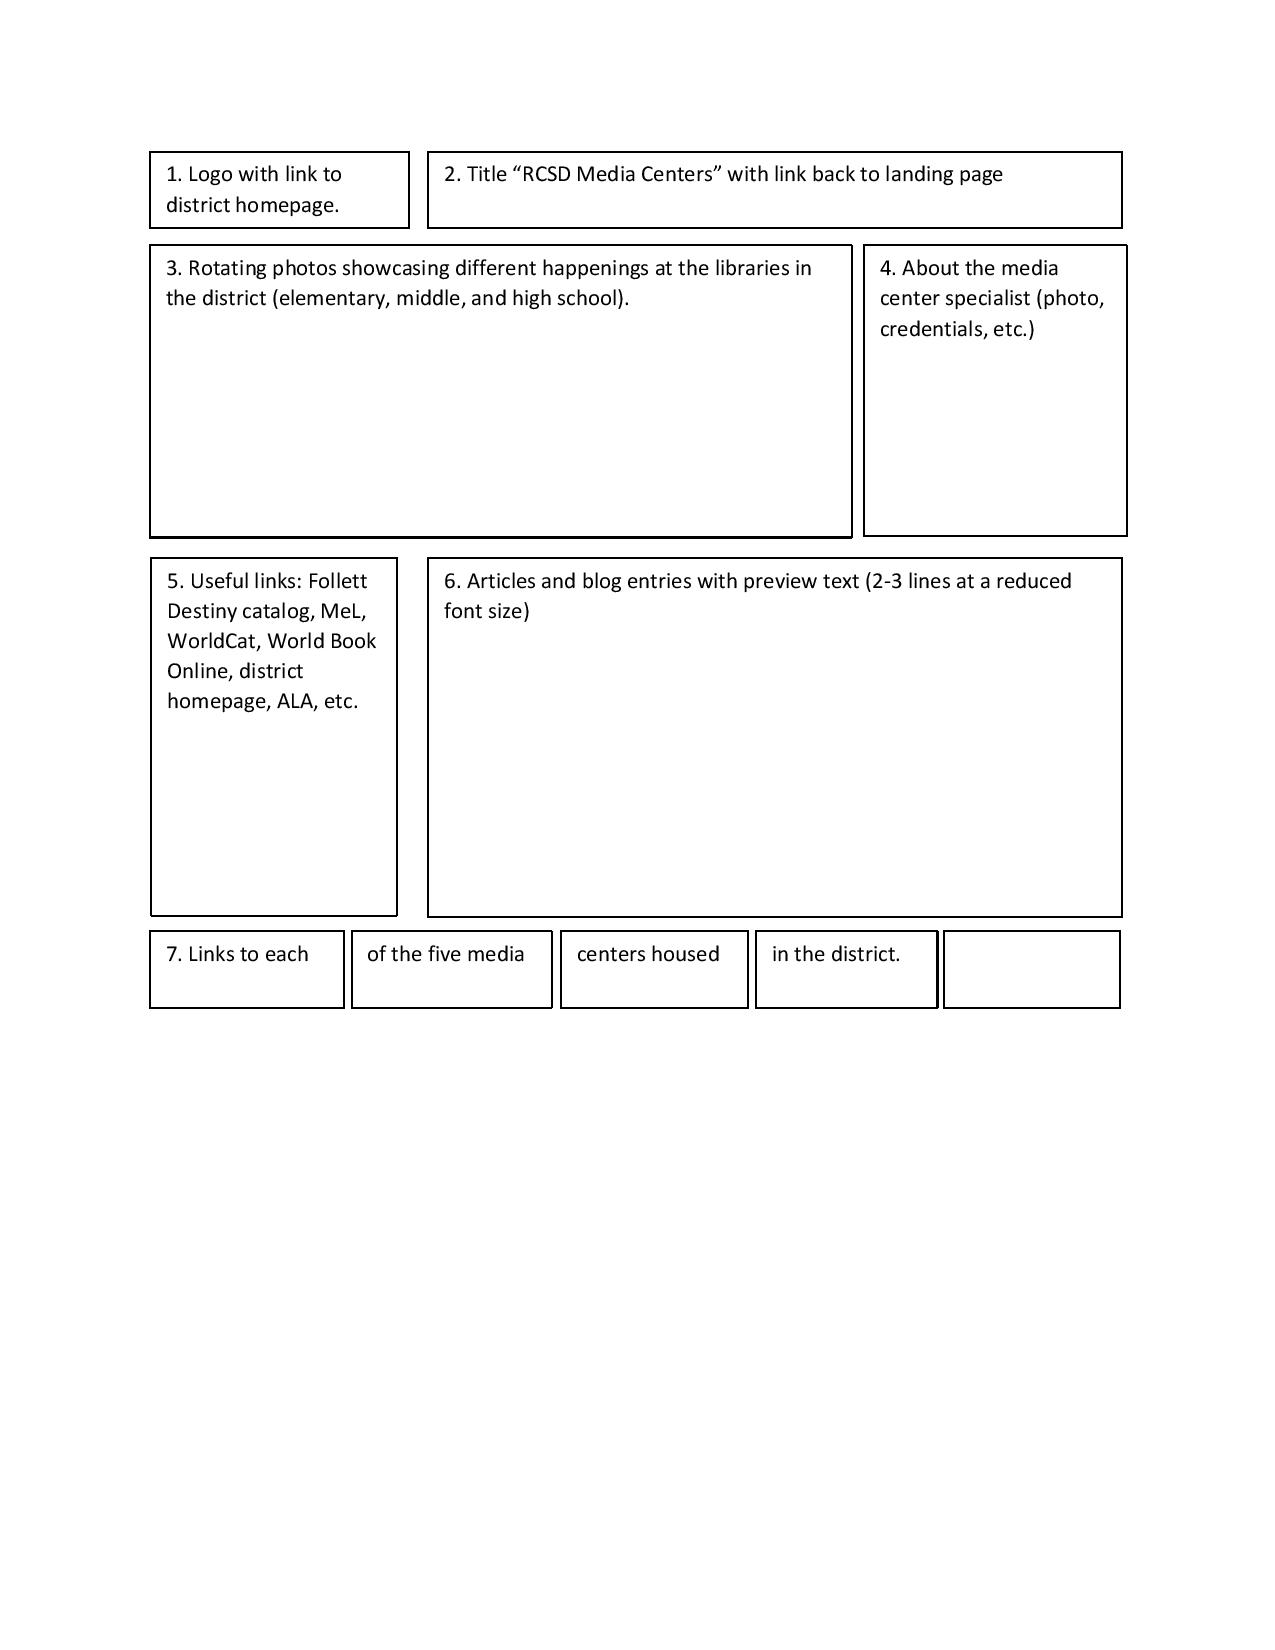 1. Logo with link to
district homepage.
2. Title “RCSD Media Centers” with link back to landing page
3. Rotating photos showcasing different happenings at the libraries in
the district (elementary, middle, and high school).
4. About the media
center specialist (photo,
credentials, etc.)
5. Useful links: Follett
Destiny catalog, MeL,
WorldCat, World Book
Online, district
homepage, ALA, etc.
6. Articles and blog entries with preview text (2-3 lines at a reduced
font size)
7. Links to each
of the five media
centers housed
in the district.